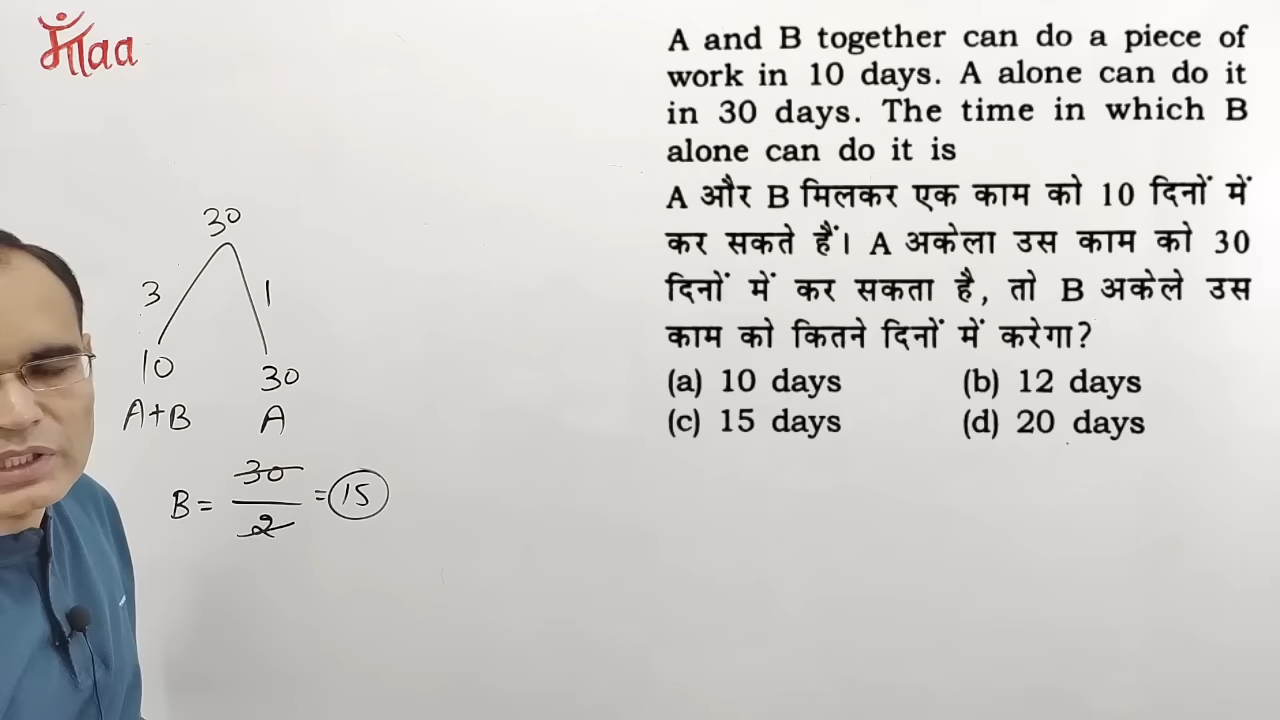 माँaa
A and B together can do a piece of
work in 10 days. A alone can do it
in 30 days. The time in which B
alone can do it is
A और B मिलकर एक काम को 10 दिनों में
कर सकते हैं। A अकेला उस काम को 30
दिनों में कर सकता है, तो B अकेले उस
काम को कितने दिनों में करेगा?
(a) 10 days (b) 12 days
(c) 15 days (d) 20 days
30
3 1
10 30
A+B A
B = 30/2 = 15